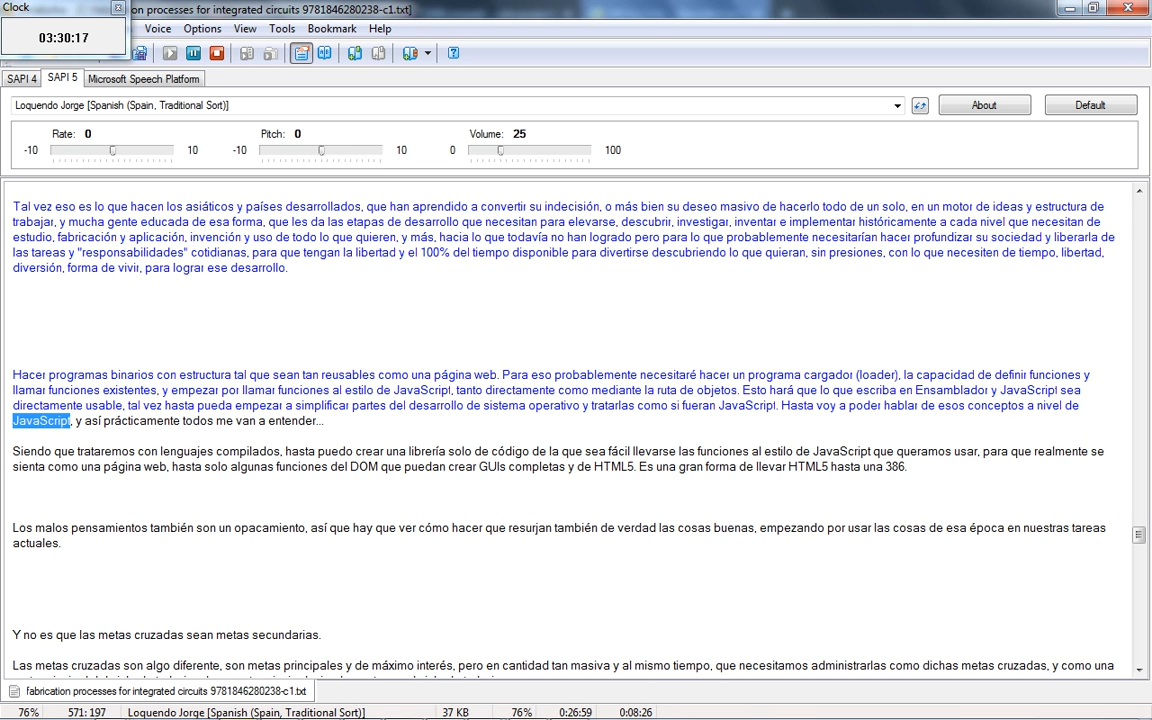 Clock
on processes for integrated circuits 9781846280238-c1.txt]
03:30:17
Voice Options View Tools Bookmark Help
SAPI 4 SAPI 5 Microsoft Speech Platform
Loquendo Jorge [Spanish (Spain, Traditional Sort)] About Default
Rate: 0 Pitch: 0 Volume: 25
-10 10 -10 10 0 100
Tal vez eso es lo que hacen los asiáticos y países desarrollados, que han aprendido a convertir su indecisión, o más bien su deseo masivo de hacerlo todo de un solo, en un motor de ideas y estructura de
trabajar, y mucha gente educada de esa forma, que les da las etapas de desarrollo que necesitan para elevarse, descubrir, investigar, inventar e implementar históricamente a cada nivel que necesitan de
estudio, fabricación y aplicación, invención y uso de todo lo que quieren, y más, hacia lo que todavía no han logrado pero para lo que probablemente necesitarían hacer profundizar su sociedad y liberarla de
las tareas y "responsabilidades" cotidianas, para que tengan la libertad y el 100% del tiempo disponible para divertirse descubriendo lo que quieran, sin presiones, con lo que necesiten de tiempo, libertad,
diversión, forma de vivir, para lograr ese desarrollo.
Hacer programas binarios con estructura tal que sean tan reusables como una página web. Para eso probablemente necesitaré hacer un programa cargador (loader), la capacidad de definir funciones y
llamar funciones existentes, y empezar por llamar funciones al estilo de JavaScript, tanto directamente como mediante la ruta de objetos. Esto hará que lo que escriba en Ensamblador y JavaScript sea
directamente usable, tal vez hasta pueda empezar a simplificar partes del desarrollo de sistema operativo y tratarlas como si fueran JavaScript. Hasta voy a poder hablar de esos conceptos a nivel de
JavaScript, y así prácticamente todos me van a entender...
Siendo que trataremos con lenguajes compilados, hasta puedo crear una librería solo de código de la que sea fácil llevarse las funciones al estilo de JavaScript que queramos usar, para que realmente se
sienta como una página web, hasta solo algunas funciones del DOM que puedan crear GUIs completas y de HTML5. Es una gran forma de llevar HTML5 hasta una 386.
Los malos pensamientos también son un opacamiento, así que hay que ver cómo hacer que resurjan también de verdad las cosas buenas, empezando por usar las cosas de esa época en nuestras tareas
actuales.
Y no es que las metas cruzadas sean metas secundarias.
Las metas cruzadas son algo diferente, son metas principales y de máximo interés, pero en cantidad tan masiva y al mismo tiempo, que necesitamos administrarlas como dichas metas cruzadas, y como una
fabrication processes for integrated circuits 9781846280238-c1.txt
76% 571: 197 Loquendo Jorge [Spanish (Spain, Traditional Sort)] 37 KB 76% 0:26:59 0:08:26